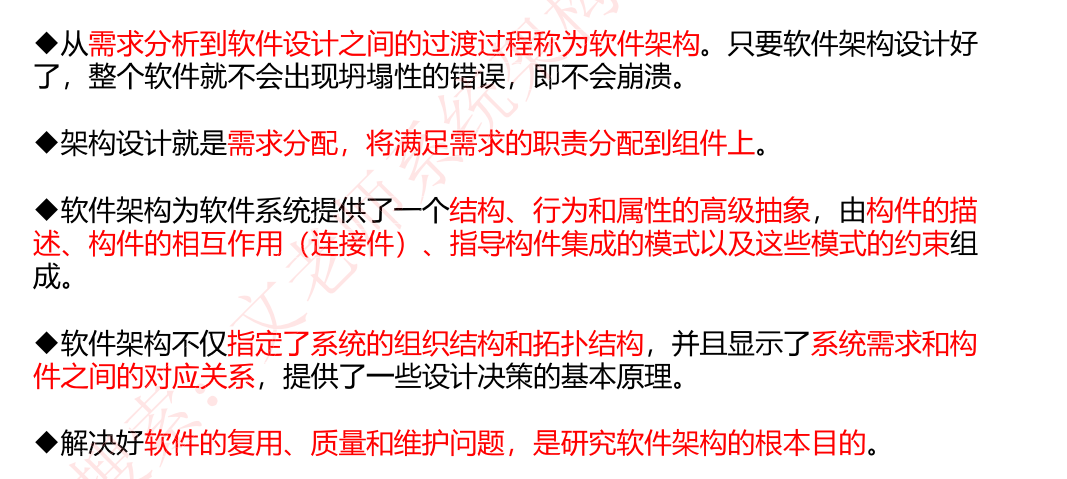 ◆从需求分析到软件设计之间的过渡过程称为软件架构。只要软件架构设计好
了，整个软件就不会出现坍塌性的错误，即不会崩溃。
◆架构设计就是需求分配，将满足需求的职责分配到组件上。
◆软件架构为软件系统提供了一个结构、行为和属性的高级抽象，由构件的描
述、构件的相互作用（连接件）、指导构件集成的模式以及这些模式的约束组
成。
◆软件架构不仅指定了系统的组织结构和拓扑结构，并且显示了系统需求和构
件之间的对应关系，提供了一些设计决策的基本原理。
◆解决好软件的复用、质量和维护问题，是研究软件架构的根本目的。
搜索：文老师系统架构